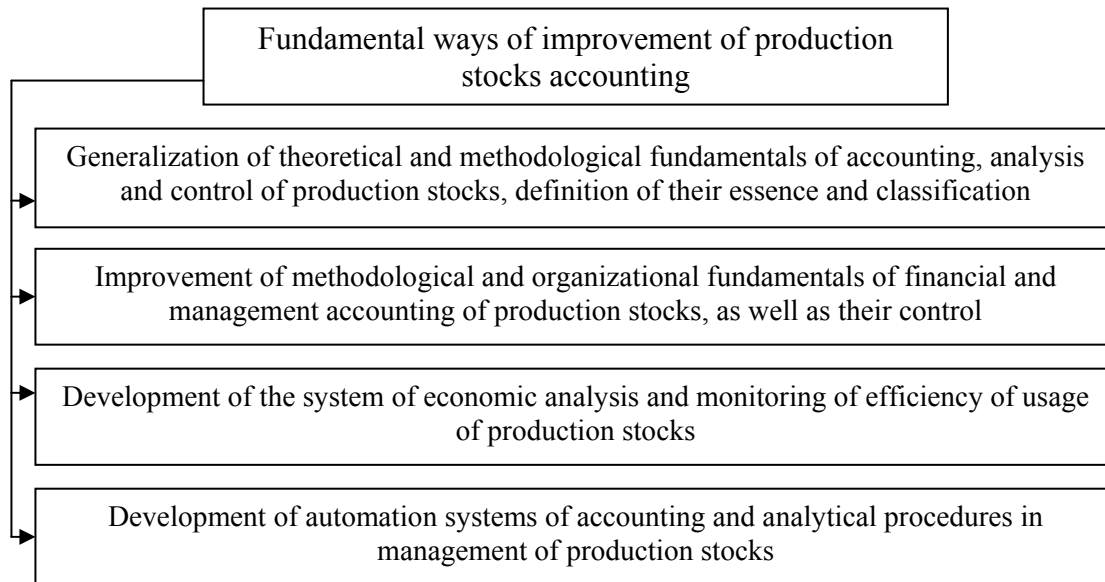 Fundamental ways of improvement of production
stocks accounting
Generalization of theoretical and methodological fundamentals of accounting, analysis
and control of production stocks, definition of their essence and classification
Improvement of methodological and organizational fundamentals of financial and
management accounting of production stocks, as well as their control
Development of the system of economic analysis and monitoring of efficiency of usage
of production stocks
Development of automation systems of accounting and analytical procedures in
management of production stocks